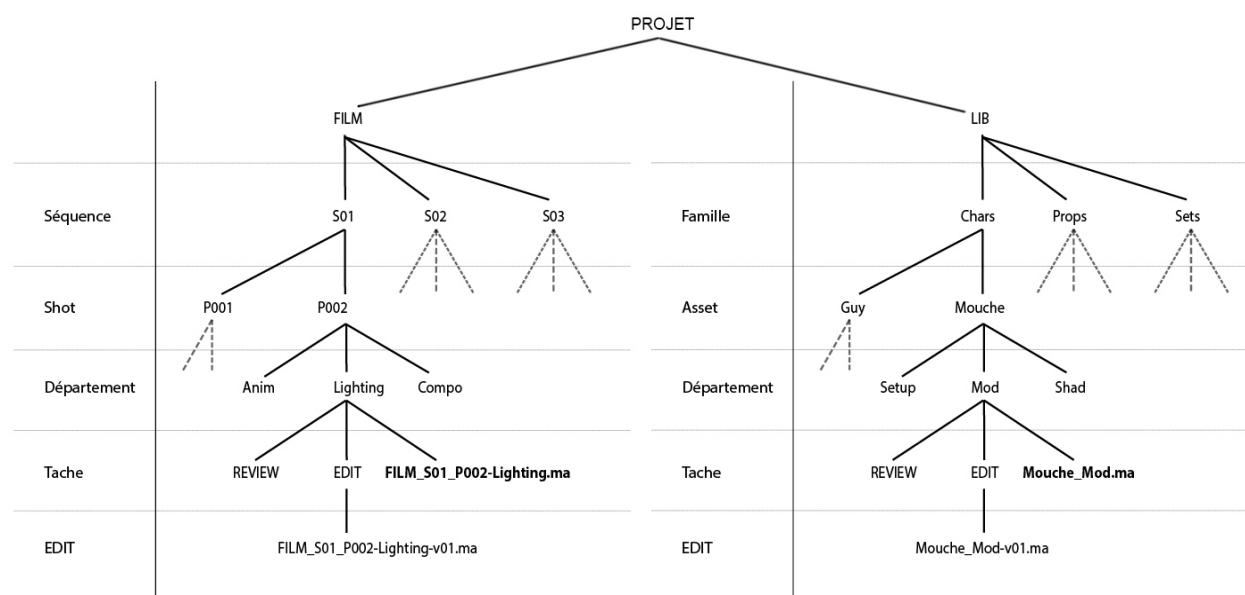 PROJET
FILM LIB
Séquence S01 S02 S03 Famille Chars Props Sets
Shot P001 P002 Asset Guy Mouche
Département Anim Lighting Compo Département Setup Mod Shad
Tache REVIEW EDIT FILM_S01_P002-Lighting.ma Tache REVIEW EDIT Mouche_Mod.ma
EDIT FILM_S01_P002-Lighting-v01.ma EDIT Mouche_Mod-v01.ma